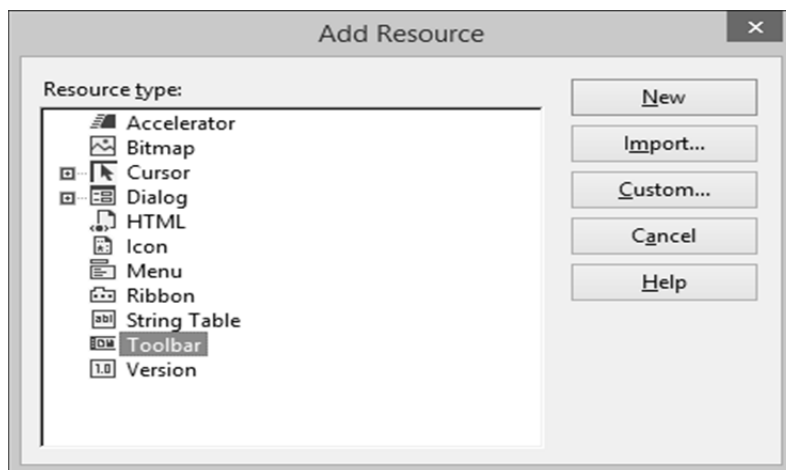 Add Resource
Resource type:
Accelerator
Bitmap
Cursor
Dialog
HTML
Icon
Menu
Ribbon
String Table
Toolbar
Version
New
Import...
Custom...
Cancel
Help